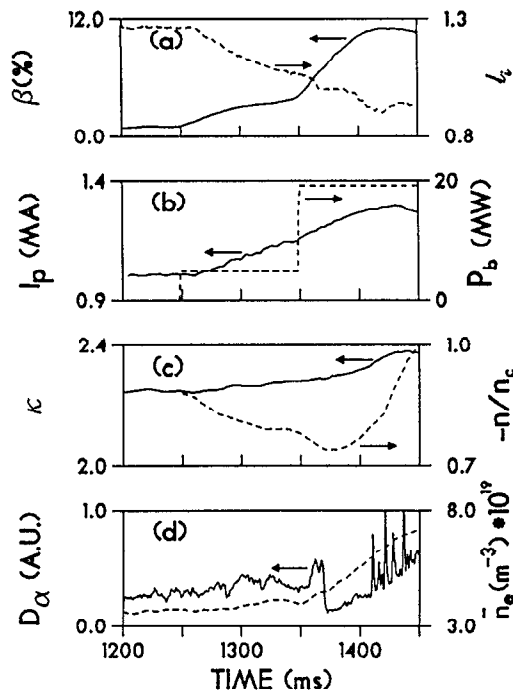 12.0
(a)
1.3
β(%)
ℓi
0.0
0.8
1.4
(b)
20
Ip (MA)
Pb (MW)
0.9
0
2.4
(c)
1.0
κ
-n/nc
2.0
0.7
1.0
(d)
8.0
Dα (A.U.)
n̄e(m⁻³) *10¹⁹
0.0
3.0
1200 1300 1400
TIME (ms)